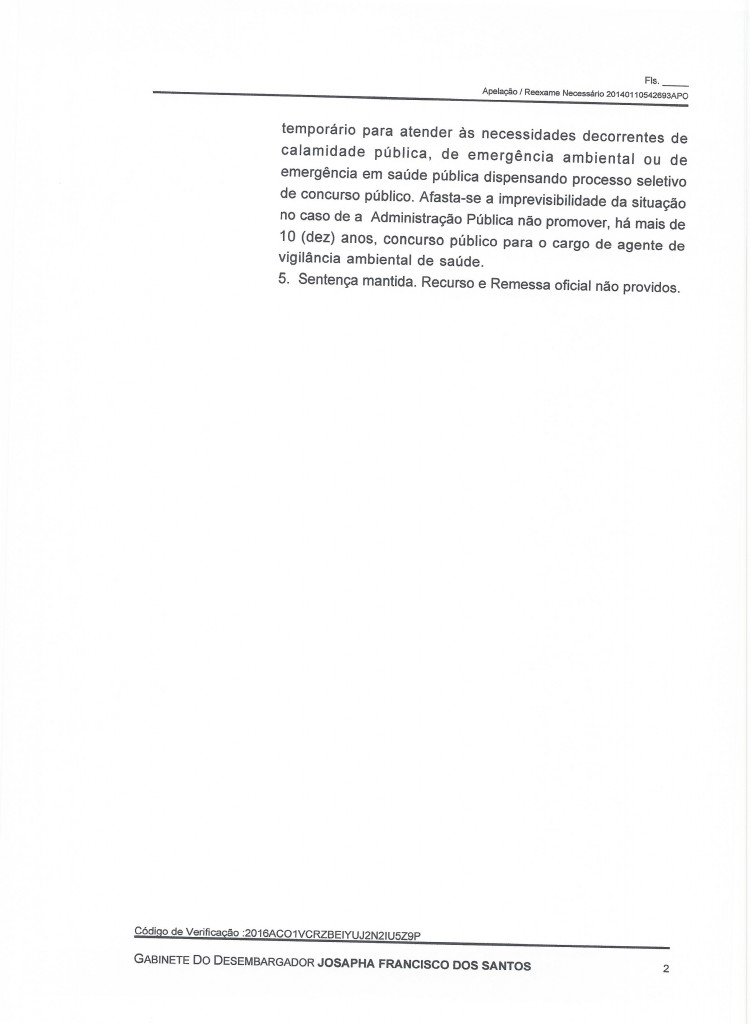 Fls. _____
Apelação / Reexame Necessário 20140110542693APO
temporário para atender às necessidades decorrentes de
calamidade pública, de emergência ambiental ou de
emergência em saúde pública dispensando processo seletivo
de concurso público. Afasta-se a imprevisibilidade da situação
no caso de a Administração Pública não promover, há mais de
10 (dez) anos, concurso público para o cargo de agente de
vigilância ambiental de saúde.
5. Sentença mantida. Recurso e Remessa oficial não providos.
Código de Verificação :2016ACO1VCRZBEIYUJ2N2IU5Z9P
GABINETE DO DESEMBARGADOR JOSAPHA FRANCISCO DOS SANTOS
2